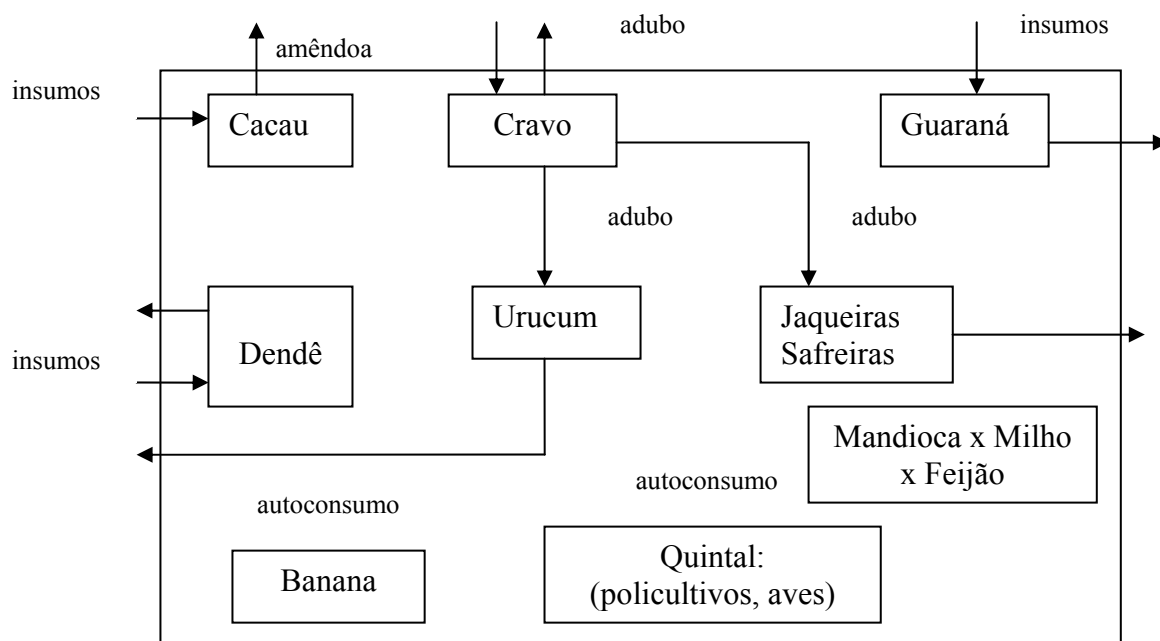 adubo
insumos
amêndoa
insumos
Cacau
Cravo
Guaraná
adubo
adubo
Urucum
Jaqueiras
Safreiras
insumos
Dendê
Mandioca x Milho
x Feijão
autoconsumo
autoconsumo
Banana
Quintal:
(policultivos, aves)